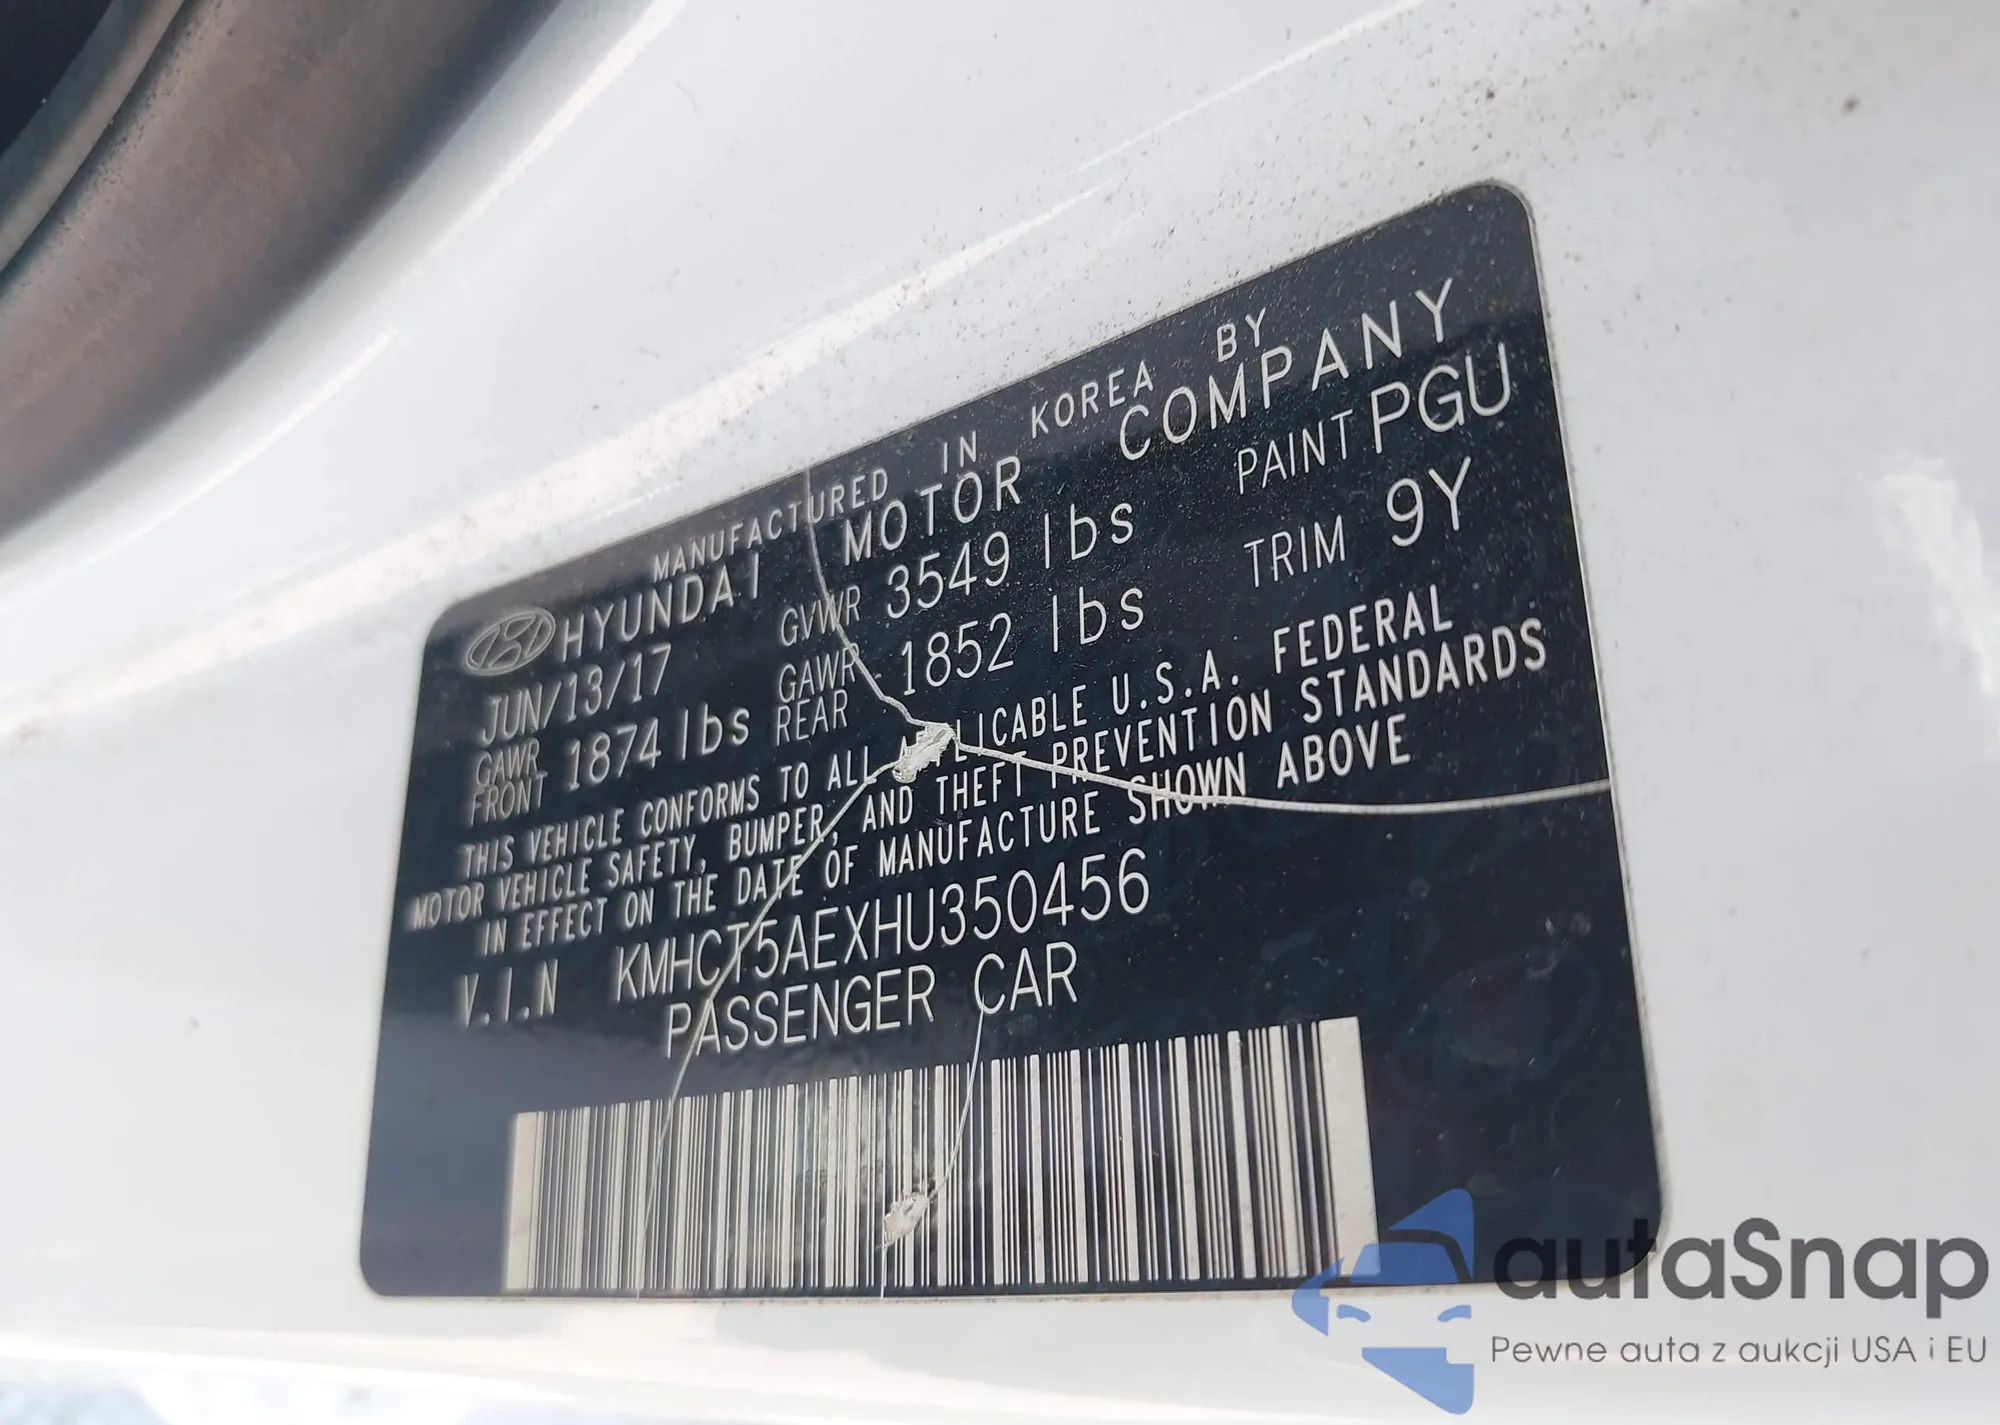 MANUFACTURED IN KOREA BY
HYUNDAI MOTOR COMPANY
JUN/13/17 GVWR 3549 lbs PAINT PGU
GAWR FRONT 1874 lbs GAWR REAR 1852 lbs TRIM 9Y
THIS VEHICLE CONFORMS TO ALL APPLICABLE U.S.A. FEDERAL
MOTOR VEHICLE SAFETY, BUMPER, AND THEFT PREVENTION STANDARDS
IN EFFECT ON THE DATE OF MANUFACTURE SHOWN ABOVE
V.I.N KMHCT5AEXHU350456
PASSENGER CAR
autaSnap
Pewne auta z aukcji USA i EU